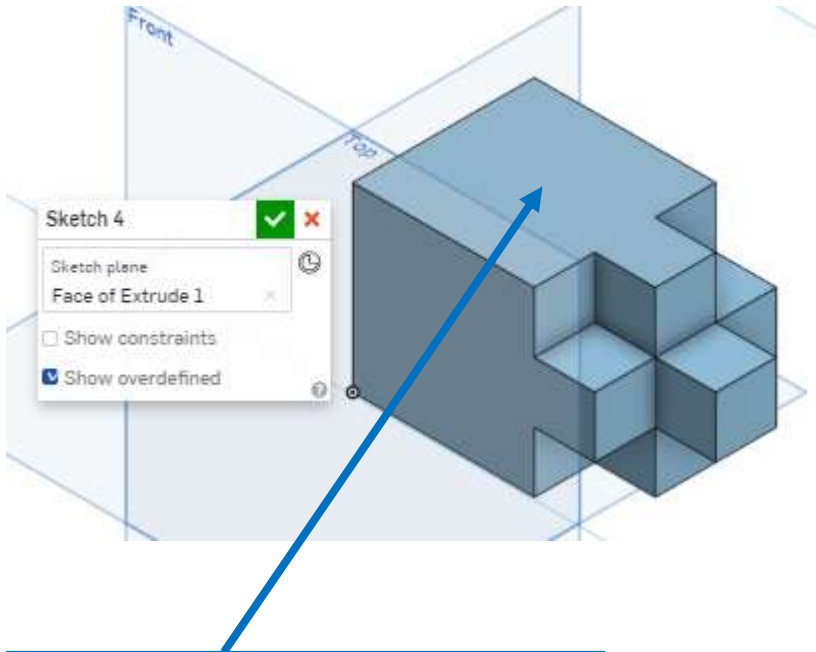 Front
Top
Sketch 4
Sketch plane
Face of Extrude 1
Show constraints
Show overdefined